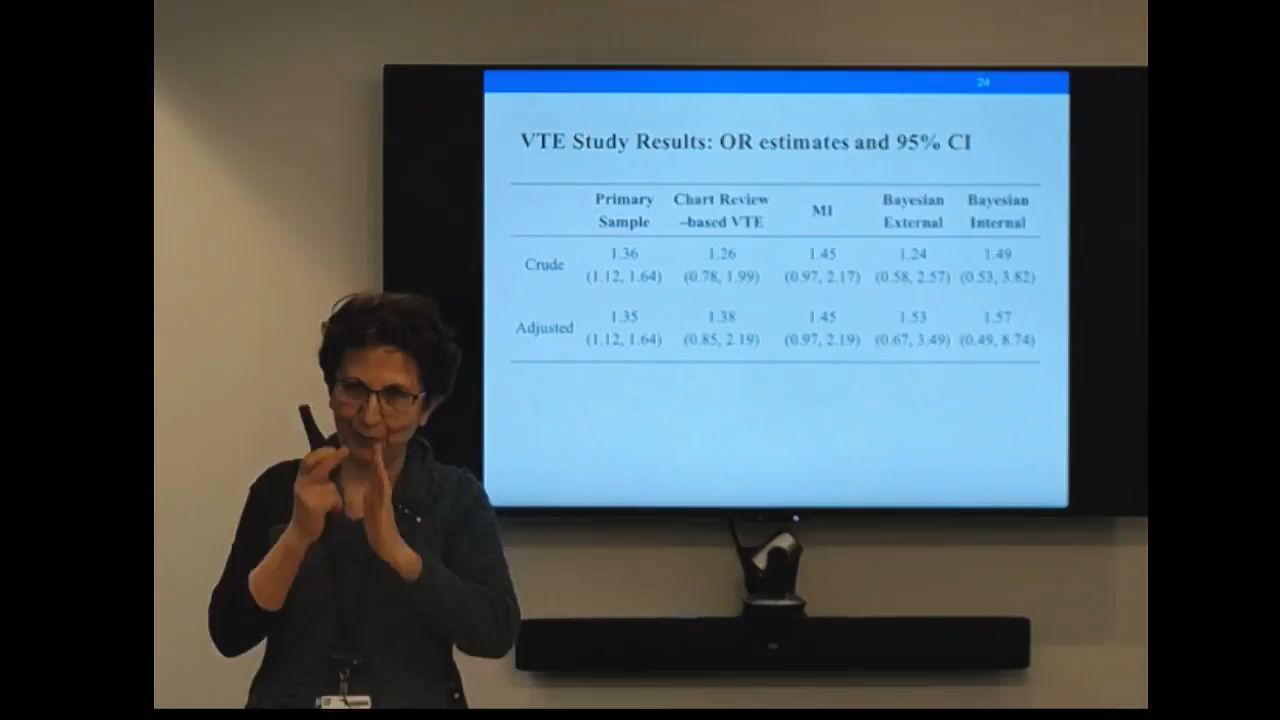 24
VTE Study Results: OR estimates and 95% CI
Primary Sample Chart Review –based VTE MI Bayesian External Bayesian Internal
Crude 1.36 1.26 1.45 1.24 1.49
(1.12, 1.64) (0.78, 1.99) (0.97, 2.17) (0.58, 2.57) (0.53, 3.82)
Adjusted 1.35 1.38 1.45 1.53 1.57
(1.12, 1.64) (0.85, 2.19) (0.97, 2.19) (0.67, 3.49) (0.49, 8.74)